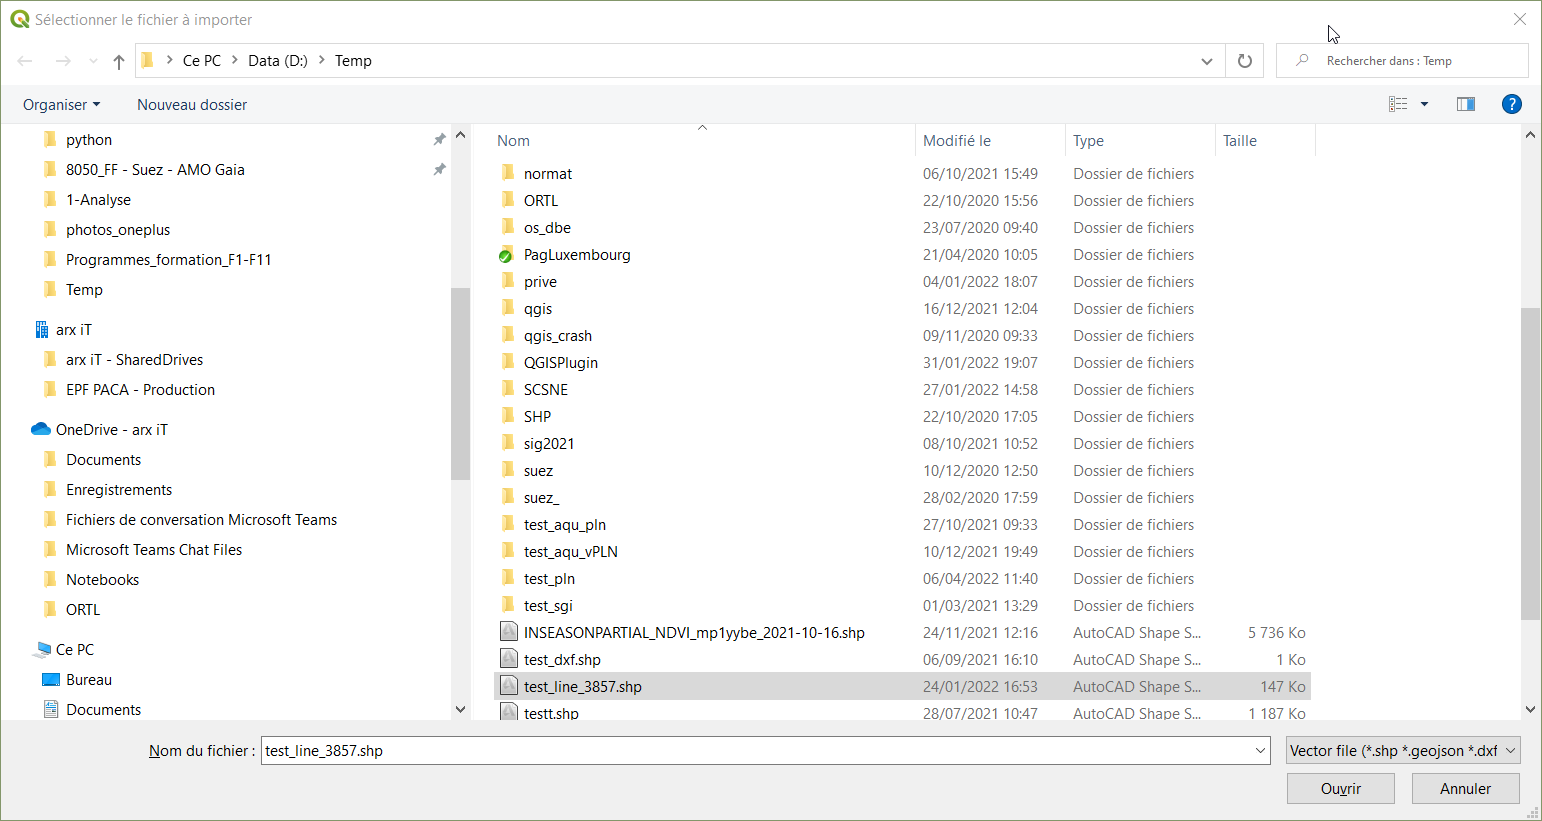 Sélectionner le fichier à importer
Ce PC > Data (D:) > Temp
Rechercher dans : Temp
Organiser
Nouveau dossier
python
8050_FF - Suez - AMO Gaia
1-Analyse
photos_oneplus
Programmes_formation_F1-F11
Temp
arx iT
arx iT - SharedDrives
EPF PACA - Production
OneDrive - arx iT
Documents
Enregistrements
Fichiers de conversation Microsoft Teams
Microsoft Teams Chat Files
Notebooks
ORTL
Ce PC
Bureau
Documents
Nom Modifié le Type Taille
normat 06/10/2021 15:49 Dossier de fichiers
ORTL 22/10/2020 15:56 Dossier de fichiers
os_dbe 23/07/2020 09:40 Dossier de fichiers
PagLuxembourg 21/04/2020 10:05 Dossier de fichiers
prive 04/01/2022 18:07 Dossier de fichiers
qgis 16/12/2021 12:04 Dossier de fichiers
qgis_crash 09/11/2020 09:33 Dossier de fichiers
QGISPlugin 31/01/2022 19:07 Dossier de fichiers
SCSNE 27/01/2022 14:58 Dossier de fichiers
SHP 22/10/2020 17:05 Dossier de fichiers
sig2021 08/10/2021 10:52 Dossier de fichiers
suez 10/12/2020 12:50 Dossier de fichiers
suez_ 28/02/2020 17:59 Dossier de fichiers
test_aqu_pln 27/10/2021 09:33 Dossier de fichiers
test_aqu_vPLN 10/12/2021 19:49 Dossier de fichiers
test_pln 06/04/2022 11:40 Dossier de fichiers
test_sgi 01/03/2021 13:29 Dossier de fichiers
INSEASONPARTIAL_NDVI_mp1yybe_2021-10-16.shp 24/11/2021 12:16 AutoCAD Shape S... 5 736 Ko
test_dxf.shp 06/09/2021 16:10 AutoCAD Shape S... 1 Ko
test_line_3857.shp 24/01/2022 16:53 AutoCAD Shape S... 147 Ko
testt.shp 28/07/2021 10:47 AutoCAD Shape S... 1 187 Ko
Nom du fichier : test_line_3857.shp
Vector file (*.shp *.geojson *.dxf
Ouvrir
Annuler